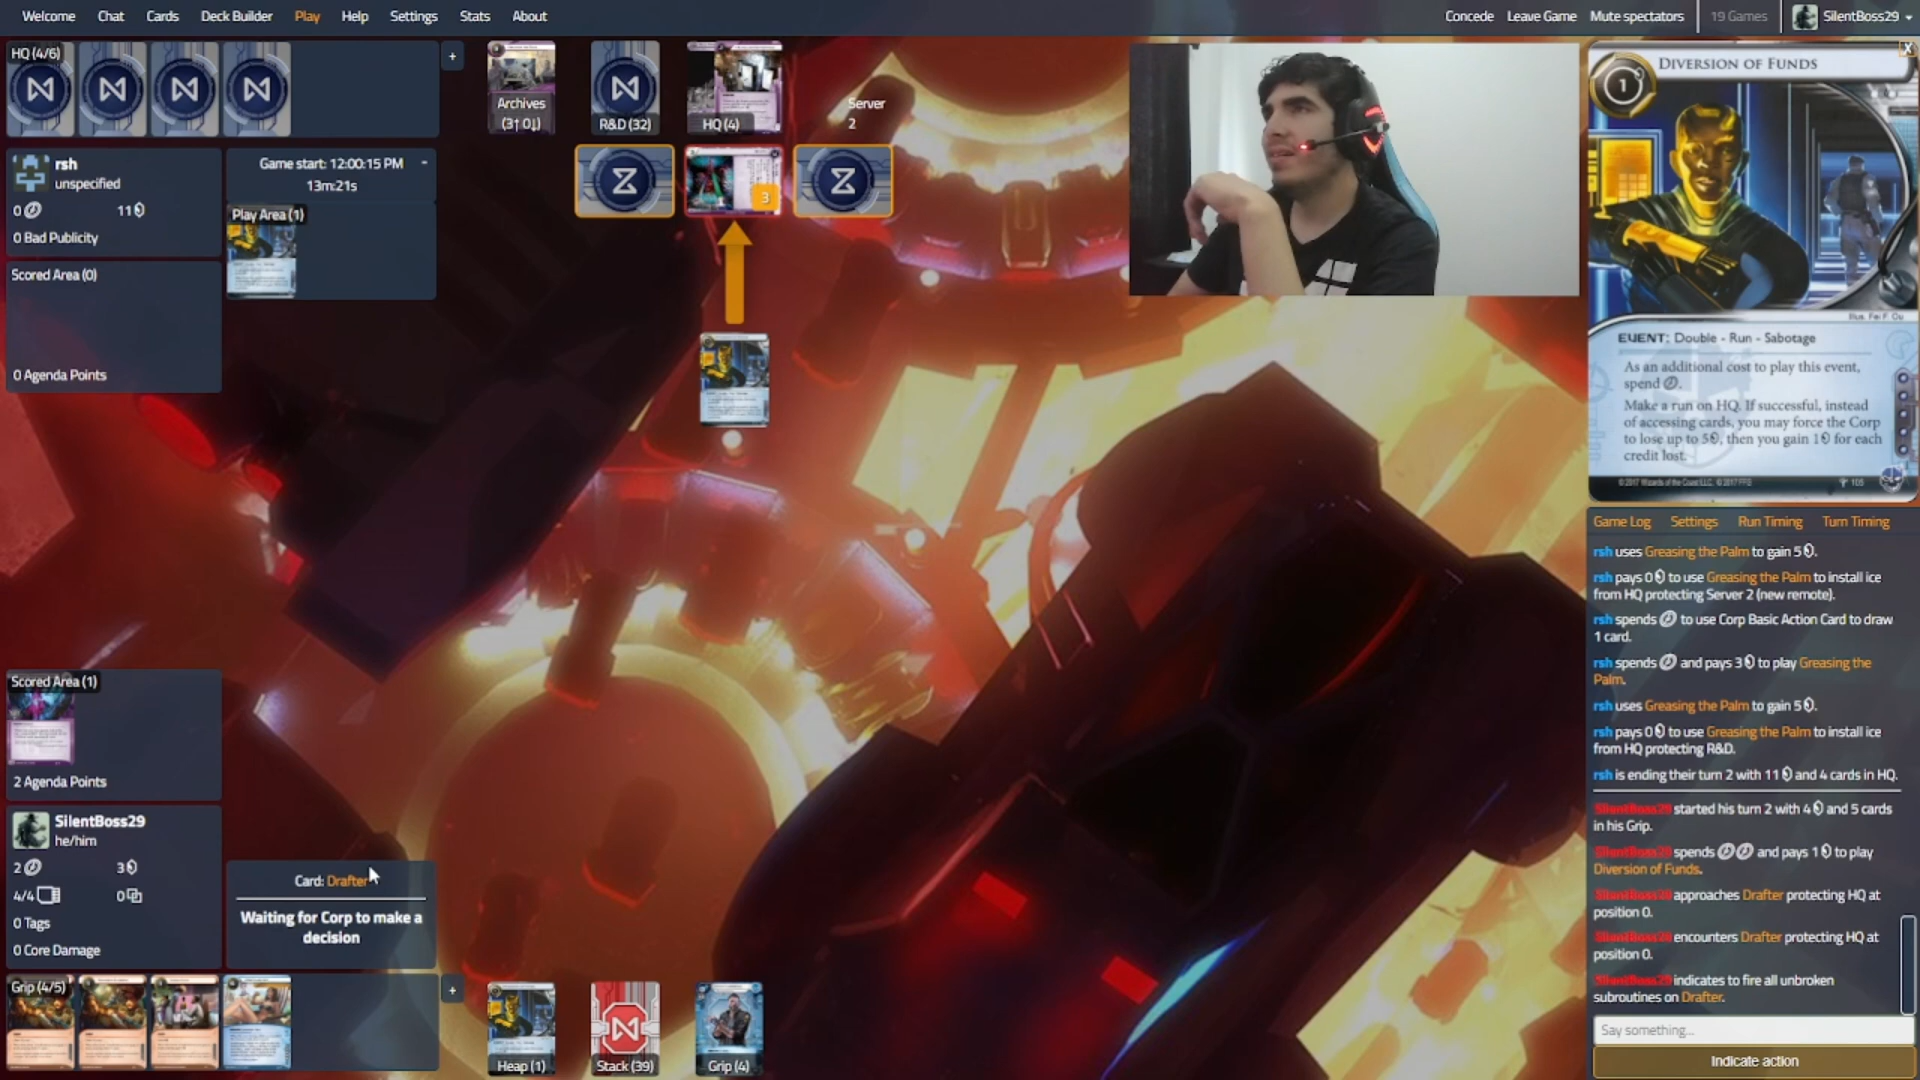 Welcome
Chat
Cards
Deck Builder
Play
Help
Settings
Stats
About
Concede
Leave Game
Mute spectators
19 Games
SilentBoss29
HQ (4/6)
+
Archives
(3↑ 0↓)
R&D (32)
HQ (4)
Server
2
rsh
unspecified
0
11
0 Bad Publicity
Game start: 12:00:15 PM -
13m:21s
Play Area (1)
Scored Area (0)
0 Agenda Points
3
1
Diversion of Funds
Illus. Fei F. Ou
EVENT: Double - Run - Sabotage
As an additional cost to play this event,
spend .
Make a run on HQ. If successful, instead
of accessing cards, you may force the Corp
to lose up to 5, then you gain 1 for each
credit lost.
©2017 Wizards of the Coast LLC. ©2017 FFG
105
X
Game Log
Settings
Run Timing
Turn Timing
rsh uses Greasing the Palm to gain 5.
rsh pays 0 to use Greasing the Palm to install ice
from HQ protecting Server 2 (new remote).
rsh spends to use Corp Basic Action Card to draw
1 card.
rsh spends and pays 3 to play Greasing the
Palm.
rsh uses Greasing the Palm to gain 5.
rsh pays 0 to use Greasing the Palm to install ice
from HQ protecting R&D.
rsh is ending their turn 2 with 11 and 4 cards in HQ.
SilentBoss29 started his turn 2 with 4 and 5 cards
in his Grip.
SilentBoss29 spends and pays 1 to play
Diversion of Funds.
SilentBoss29 approaches Drafter protecting HQ at
position 0.
SilentBoss29 encounters Drafter protecting HQ at
position 0.
SilentBoss29 indicates to fire all unbroken
subroutines on Drafter.
Say something...
Indicate action
Scored Area (1)
2 Agenda Points
SilentBoss29
he/him
2
3
4/4
0
0 Tags
0 Core Damage
Card: Drafter
Waiting for Corp to make a
decision
Grip (4/5)
+
Heap (1)
Stack (39)
Grip (4)